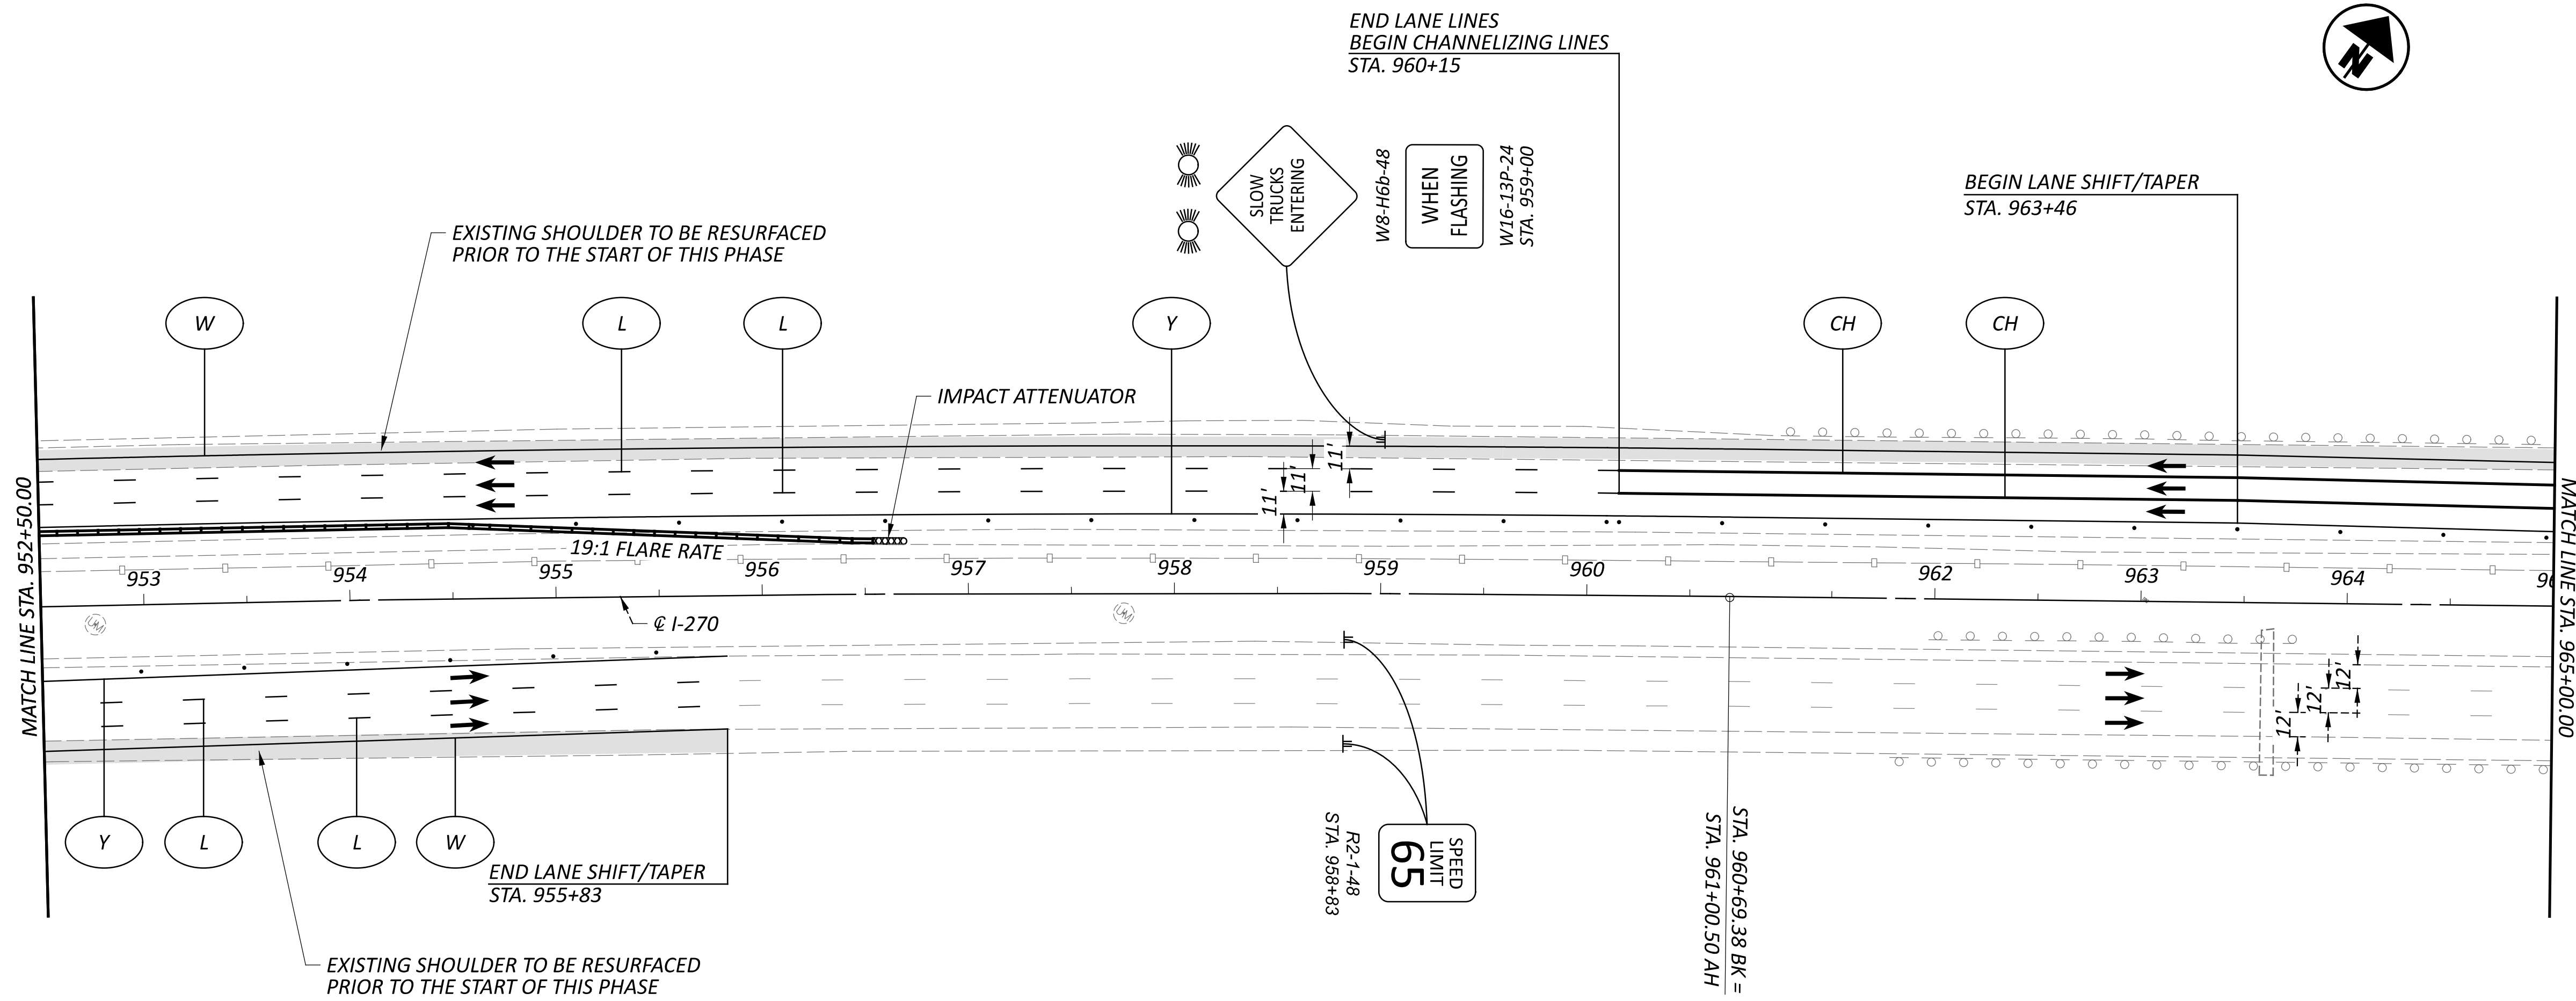 END LANE LINES
BEGIN CHANNELIZING LINES
STA. 960+15
N
SLOW
TRUCKS
ENTERING
W8-H6b-48
WHEN
FLASHING
W16-13P-24
STA. 959+00
BEGIN LANE SHIFT/TAPER
STA. 963+46
EXISTING SHOULDER TO BE RESURFACED
PRIOR TO THE START OF THIS PHASE
W
L
L
Y
CH
CH
IMPACT ATTENUATOR
11'
11'
11'
MATCH LINE STA. 952+50.00
MATCH LINE STA. 965+00.00
19:1 FLARE RATE
953
954
955
956
957
958
959
960
962
963
964
℄ I-270
12'
12'
12'
Y
L
L
W
END LANE SHIFT/TAPER
STA. 955+83
SPEED
LIMIT
65
R2-1-48
STA. 958+83
STA. 960+69.38 BK =
STA. 961+00.50 AH
EXISTING SHOULDER TO BE RESURFACED
PRIOR TO THE START OF THIS PHASE